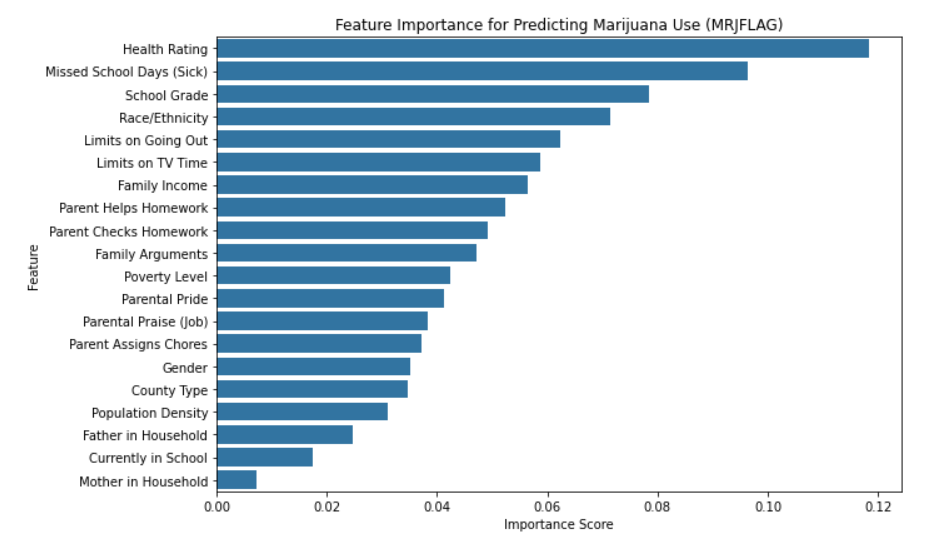 Feature Importance for Predicting Marijuana Use (MRJFLAG)
Health Rating
Missed School Days (Sick)
School Grade
Race/Ethnicity
Limits on Going Out
Limits on TV Time
Family Income
Parent Helps Homework
Parent Checks Homework
Family Arguments
Poverty Level
Parental Pride
Parental Praise (Job)
Parent Assigns Chores
Gender
County Type
Population Density
Father in Household
Currently in School
Mother in Household
Feature
0.00 0.02 0.04 0.06 0.08 0.10 0.12
Importance Score